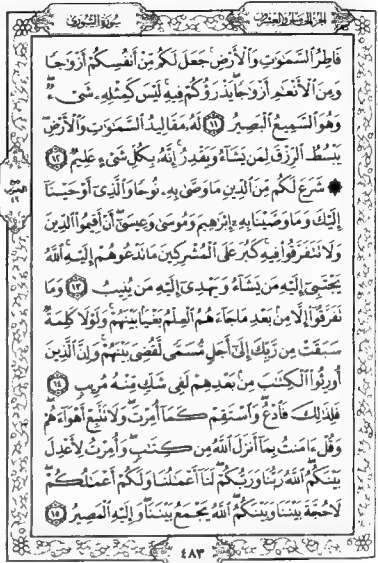 الجزء الخامس والعشرون
سورة الشورى
فَاطِرُ السَّمَٰوَٰتِ وَالْأَرْضِ جَعَلَ لَكُم مِّنْ أَنفُسِكُمْ أَزْوَٰجًا
وَمِنَ الْأَنْعَٰمِ أَزْوَٰجًا يَذْرَؤُكُمْ فِيهِ لَيْسَ كَمِثْلِهِ شَىْءٌ
وَهُوَ السَّمِيعُ الْبَصِيرُ ١١ لَهُ مَقَالِيدُ السَّمَٰوَٰتِ وَالْأَرْضِ
يَبْسُطُ الرِّزْقَ لِمَن يَشَاءُ وَيَقْدِرُ إِنَّهُ بِكُلِّ شَىْءٍ عَلِيمٌ ١٢
شَرَعَ لَكُم مِّنَ الدِّينِ مَا وَصَّىٰ بِهِ نُوحًا وَالَّذِى أَوْحَيْنَا
إِلَيْكَ وَمَا وَصَّيْنَا بِهِ إِبْرَٰهِيمَ وَمُوسَىٰ وَعِيسَىٰ أَنْ أَقِيمُوا الدِّينَ
وَلَا تَتَفَرَّقُوا فِيهِ كَبُرَ عَلَى الْمُشْرِكِينَ مَا تَدْعُوهُمْ إِلَيْهِ اللَّهُ
يَجْتَبِى إِلَيْهِ مَن يَشَاءُ وَيَهْدِى إِلَيْهِ مَن يُنِيبُ ١٣ وَمَا
تَفَرَّقُوا إِلَّا مِن بَعْدِ مَا جَاءَهُمُ الْعِلْمُ بَغْيًا بَيْنَهُمْ وَلَوْلَا كَلِمَةٌ
سَبَقَتْ مِن رَّبِّكَ إِلَىٰ أَجَلٍ مُّسَمًّى لَّقُضِىَ بَيْنَهُمْ وَإِنَّ الَّذِينَ
أُورِثُوا الْكِتَٰبَ مِن بَعْدِهِمْ لَفِى شَكٍّ مِّنْهُ مُرِيبٍ ١٤
فَلِذَٰلِكَ فَادْعُ وَاسْتَقِمْ كَمَا أُمِرْتَ وَلَا تَتَّبِعْ أَهْوَاءَهُمْ
وَقُلْ ءَامَنتُ بِمَا أَنزَلَ اللَّهُ مِن كِتَٰبٍ وَأُمِرْتُ لِأَعْدِلَ
بَيْنَكُمُ اللَّهُ رَبُّنَا وَرَبُّكُمْ لَنَا أَعْمَٰلُنَا وَلَكُمْ أَعْمَٰلُكُمْ
لَا حُجَّةَ بَيْنَنَا وَبَيْنَكُمُ اللَّهُ يَجْمَعُ بَيْنَنَا وَإِلَيْهِ الْمَصِيرُ ١٥
٤٨٣